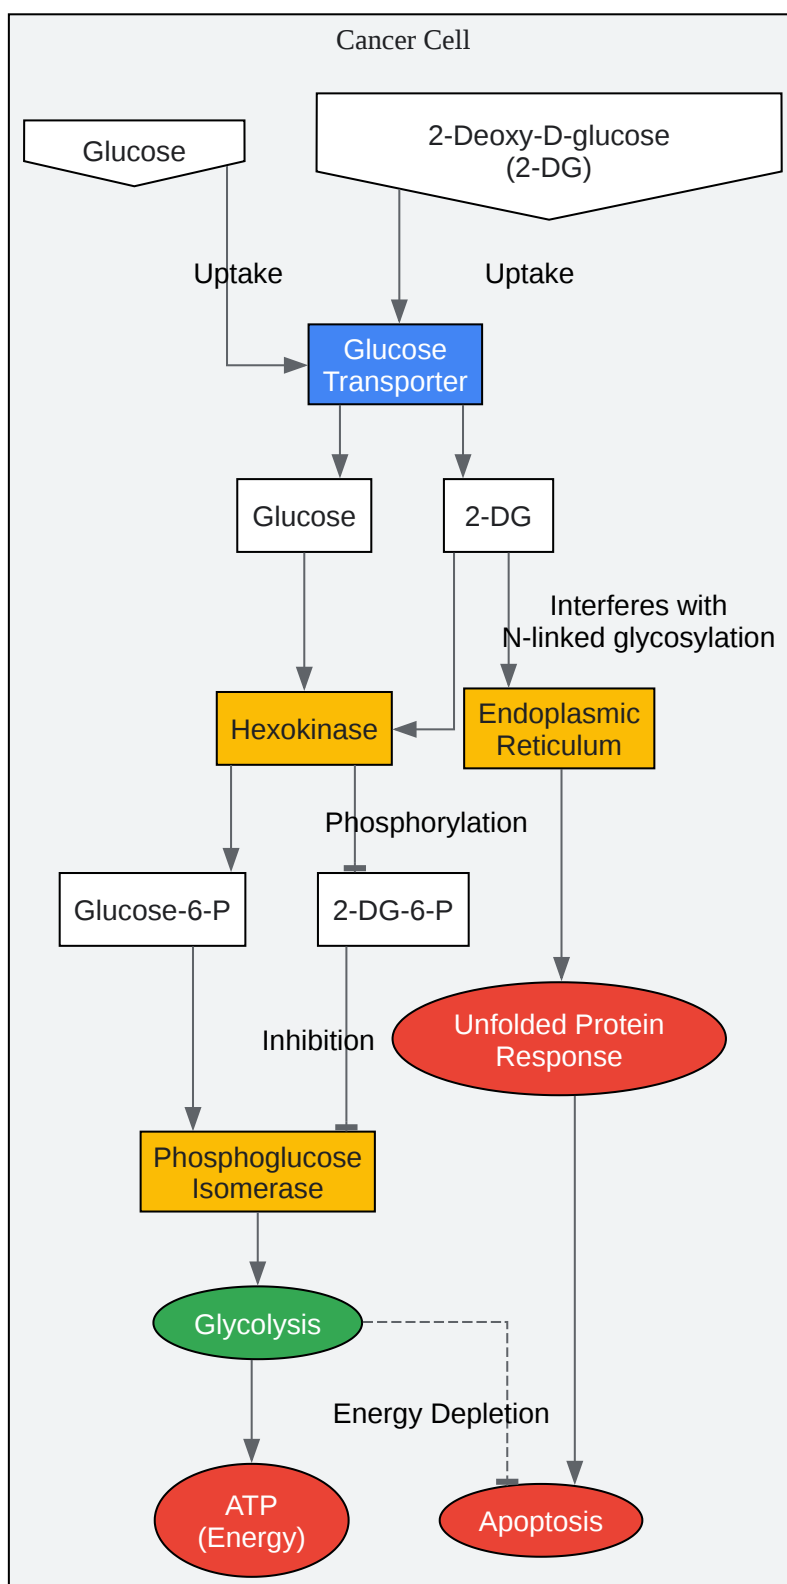 Cancer Cell
Glucose
2-Deoxy-D-glucose
(2-DG)
Uptake
Uptake
Glucose
Transporter
Glucose
2-DG
Interferes with
N-linked glycosylation
Hexokinase
Endoplasmic
Reticulum
Phosphorylation
Glucose-6-P
2-DG-6-P
Unfolded Protein
Response
Inhibition
Phosphoglucose
Isomerase
Glycolysis
Energy Depletion
ATP
(Energy)
Apoptosis